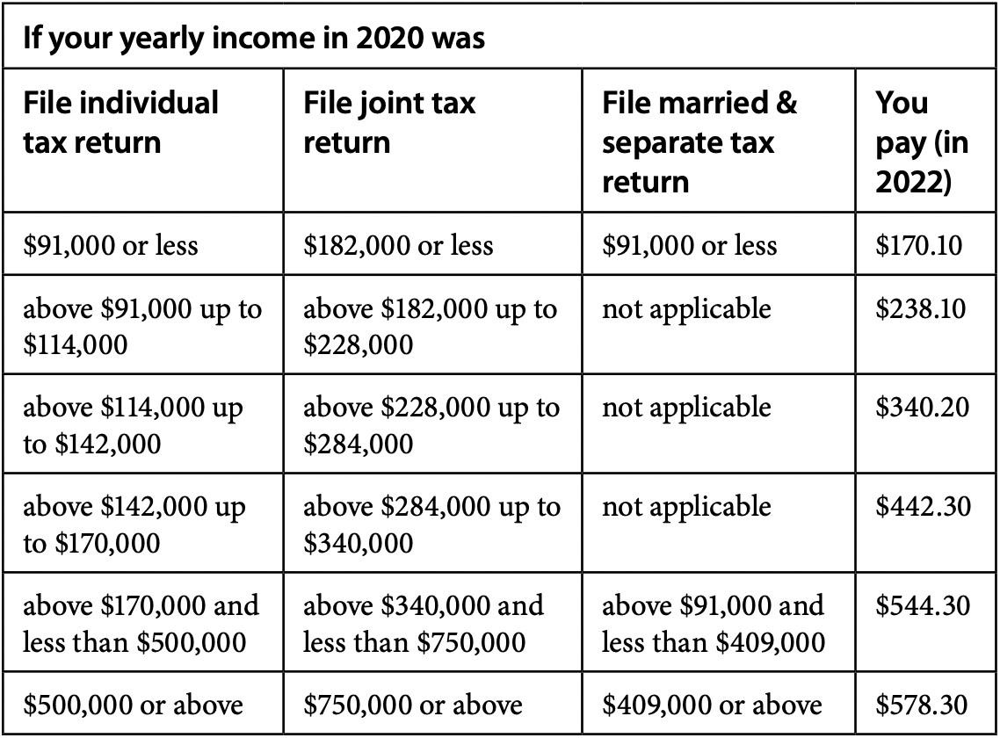 If your yearly income in 2020 was
File individual
tax return
File joint tax
return
File married &
separate tax
return
You
pay (in
2022)
$91,000 or less
$182,000 or less
$91,000 or less
$170.10
above $91,000 up to
$114,000
above $182,000 up to
$228,000
not applicable
$238.10
above $114,000 up
to $142,000
above $228,000 up to
$284,000
not applicable
$340.20
above $142,000 up
to $170,000
above $284,000 up to
$340,000
not applicable
$442.30
above $170,000 and
less than $500,000
above $340,000 and
less than $750,000
above $91,000 and
less than $409,000
$544.30
$500,000 or above
$750,000 or above
$409,000 or above
$578.30